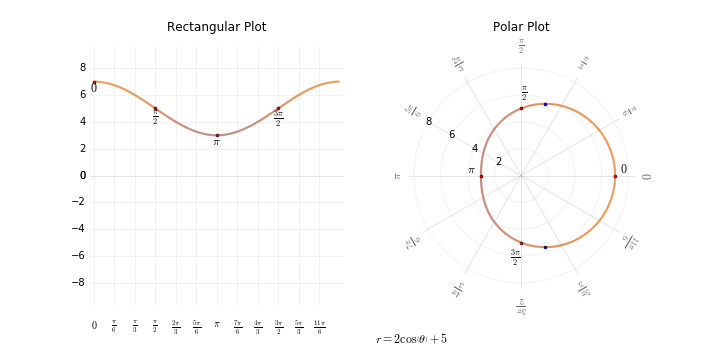 Rectangular Plot
Polar Plot
8
6
4
2
0
−2
−4
−6
−8
0
π/2
π
3π/2
0 π/6 π/3 π/2 2π/3 5π/6 π 7π/6 4π/3 3π/2 5π/3 11π/6
π/2
π/3
π/6
0
11π/6
5π/3
3π/2
4π/3
7π/6
π
5π/6
2π/3
8
6
4
2
0
π/2
π
3π/2
r = 2cos(θ) + 5